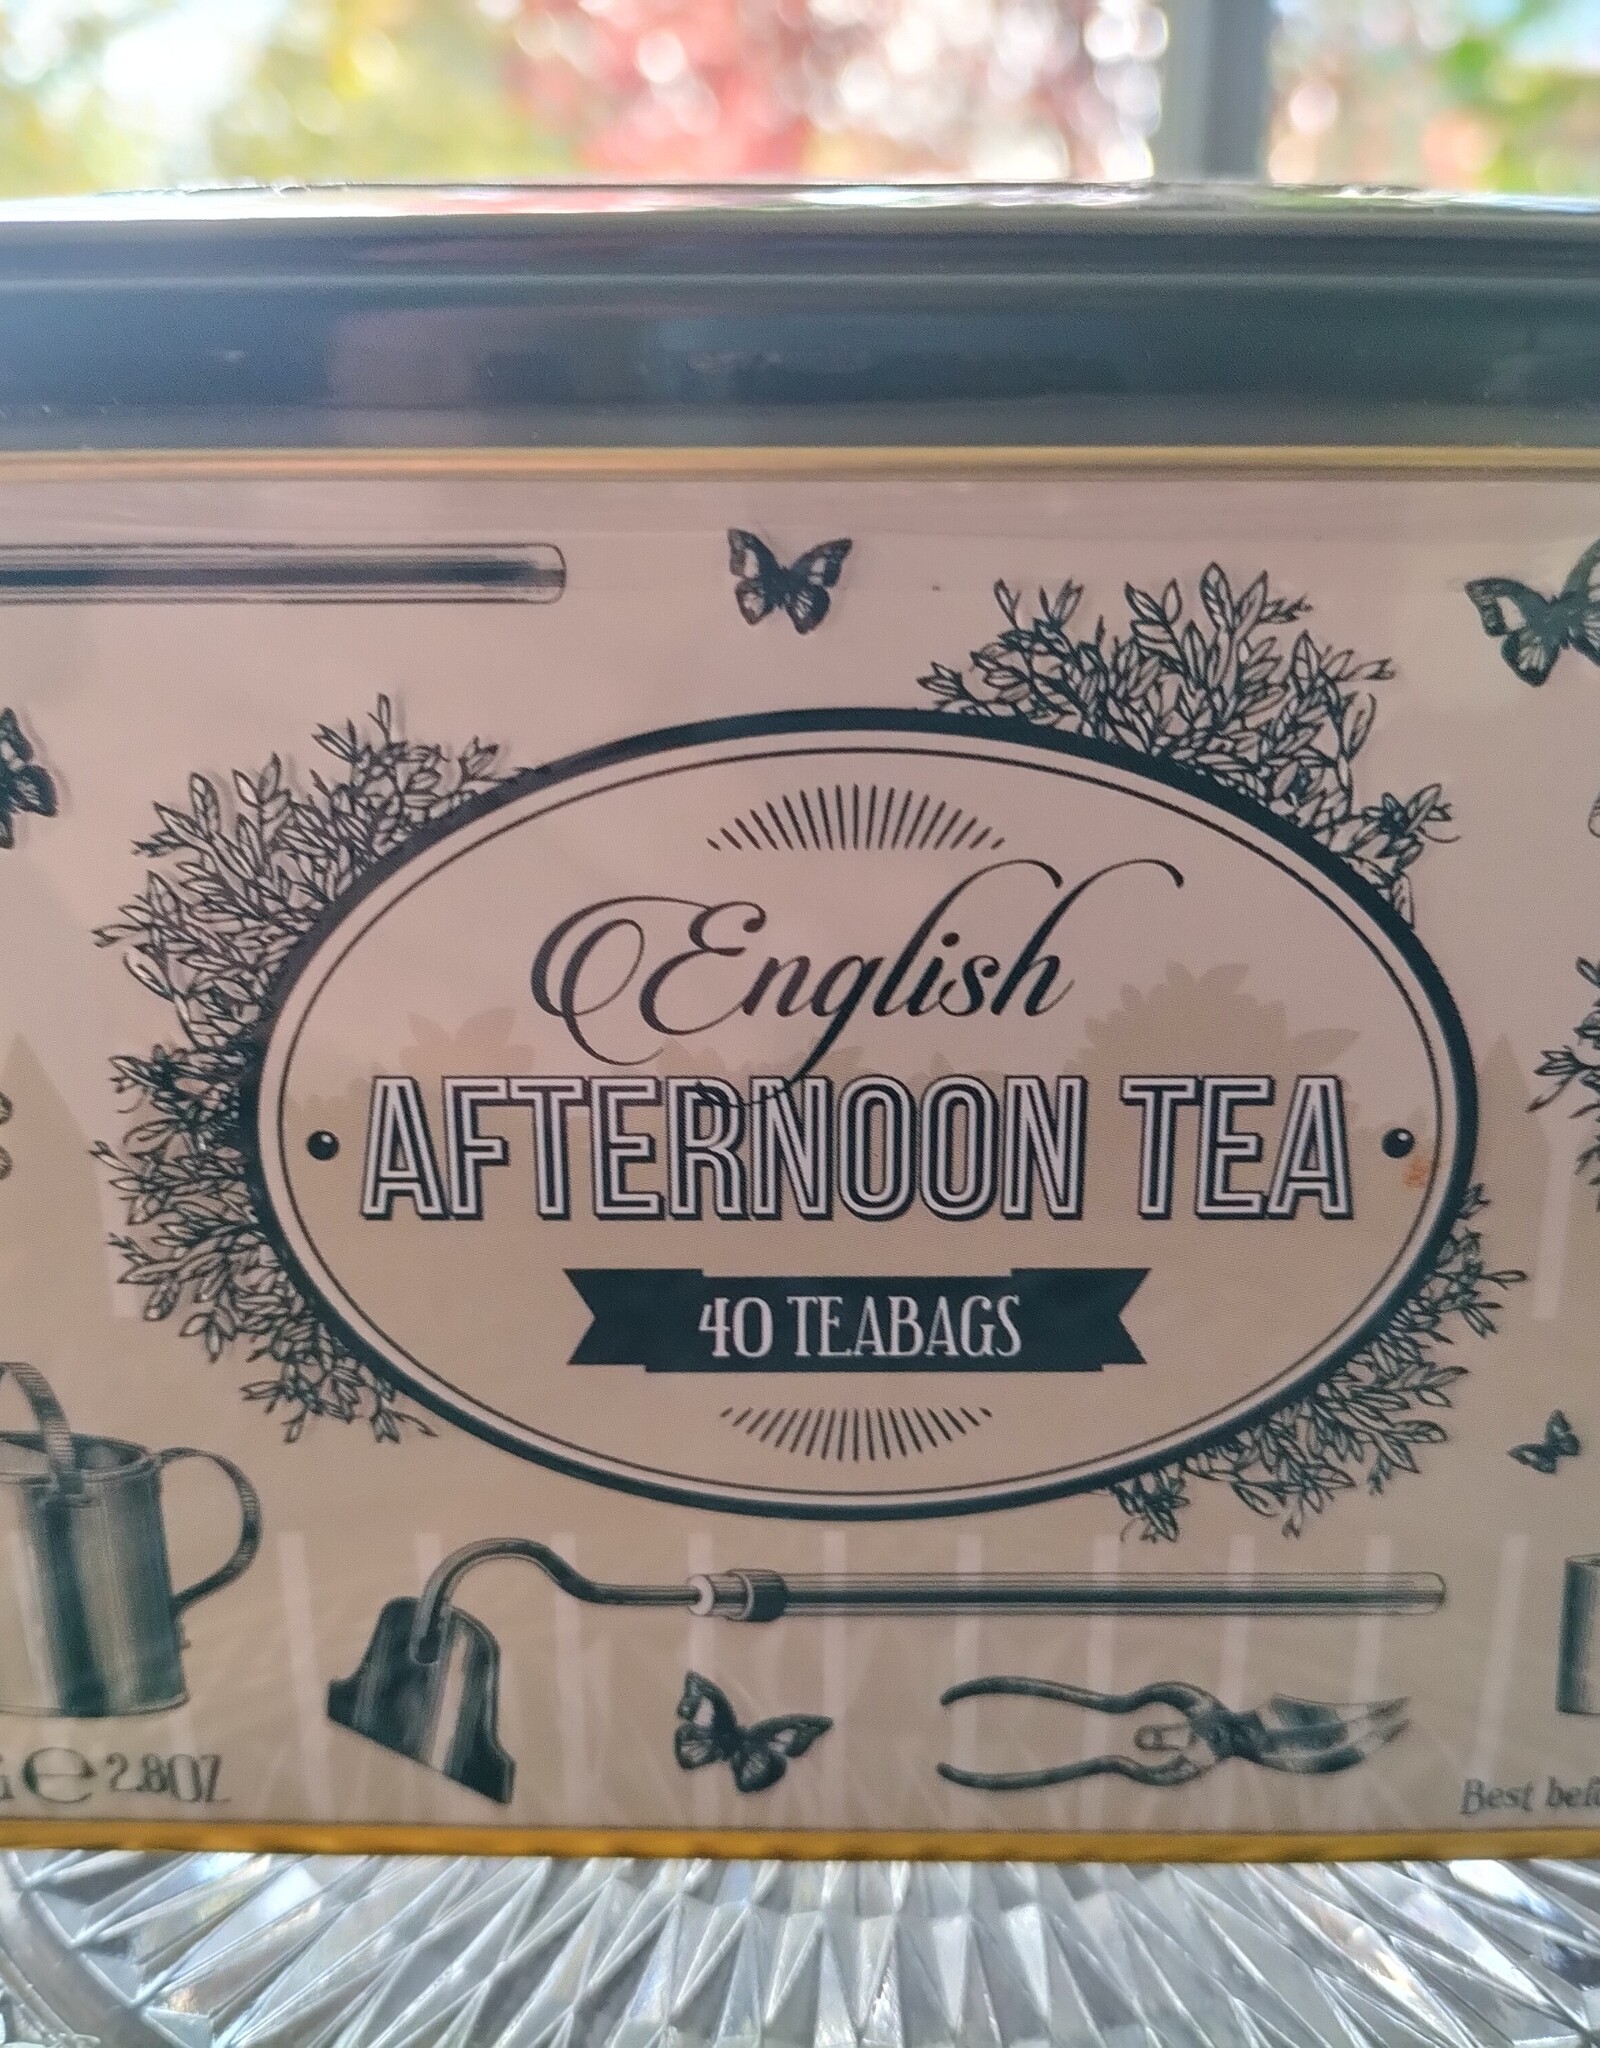 English
AFTERNOON TEA
40 TEABAGS
℮ 2.8OZ
Best